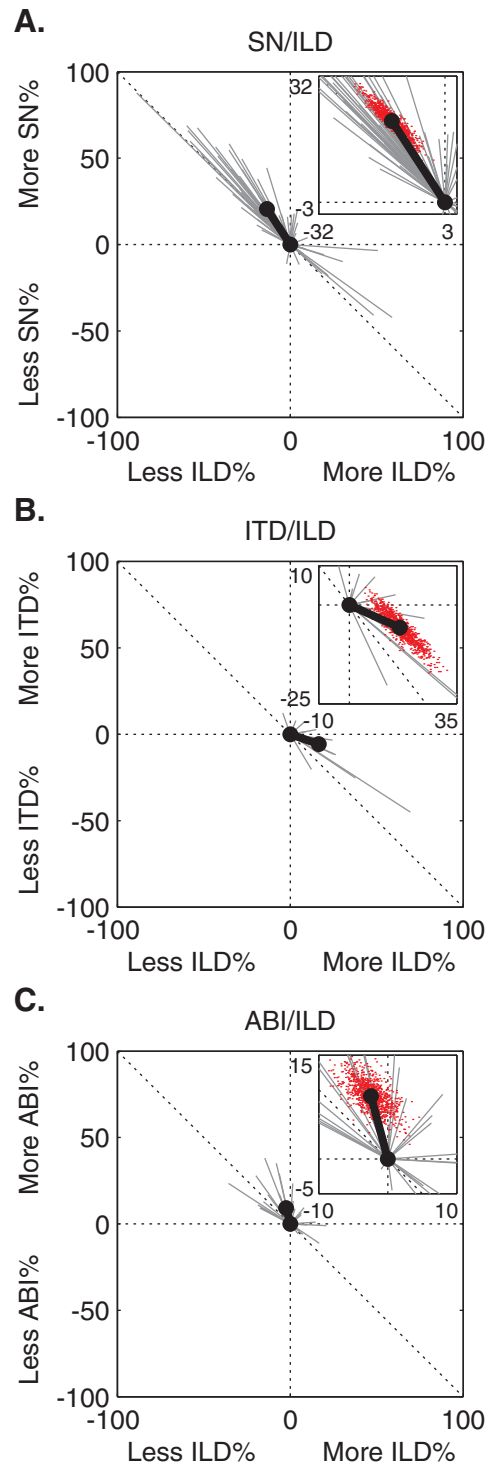 A.
SN/ILD
100
50
0
-50
-100
More SN%
Less SN%
32
-3
-32 3
-100 0 100
Less ILD% More ILD%
B.
ITD/ILD
100
50
0
-50
-100
More ITD%
Less ITD%
10
-25
-10 35
-100 0 100
Less ILD% More ILD%
C.
ABI/ILD
100
50
0
-50
-100
More ABI%
Less ABI%
15
-5
-10 10
-100 0 100
Less ILD% More ILD%